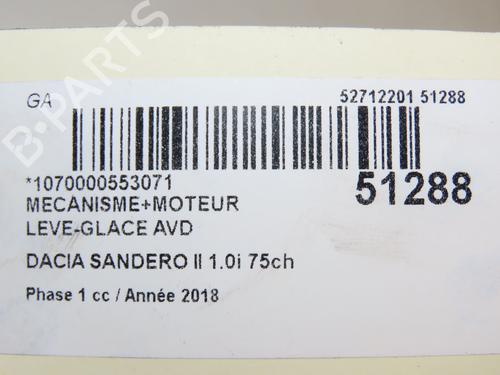 GA
52712201 51288
*1070000553071
51288
MECANISME+MOTEUR
LEVE-GLACE AVD
DACIA SANDERO II 1.0i 75ch
Phase 1 cc / Année 2018
B-PARTS